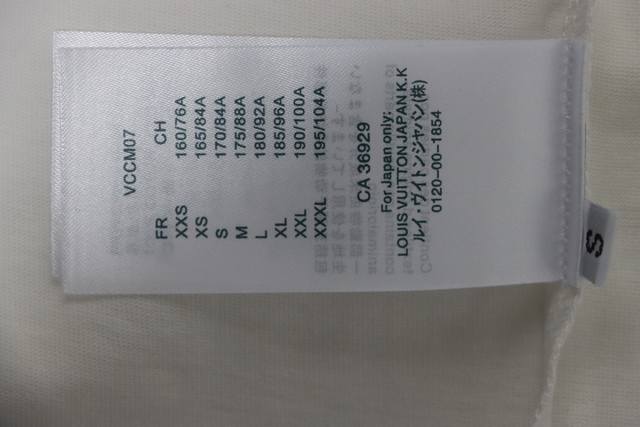 VCCM07
FR CH
XXS 160/76A
XS 165/84A
S 170/84A
M 175/88A
L 180/92A
XL 185/96A
XXL 190/100A
XXXL 195/104A
CA 36929
For Japan only:
LOUIS VUITTON JAPAN K.K
ルイ・ヴィトンジャパン(株)
0120-00-1854
S